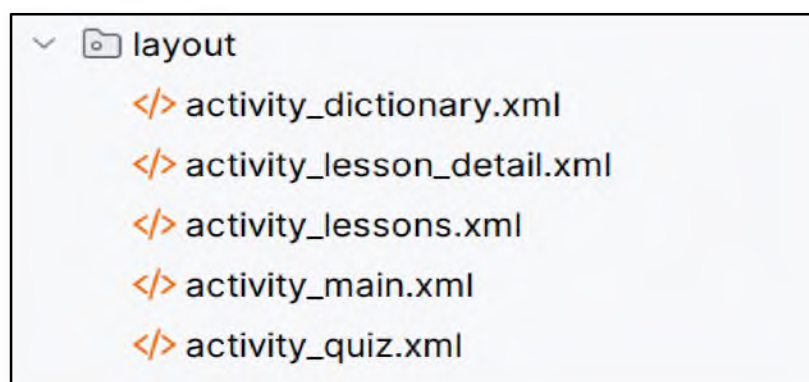 layout
</> activity_dictionary.xml
</> activity_lesson_detail.xml
</> activity_lessons.xml
</> activity_main.xml
</> activity_quiz.xml